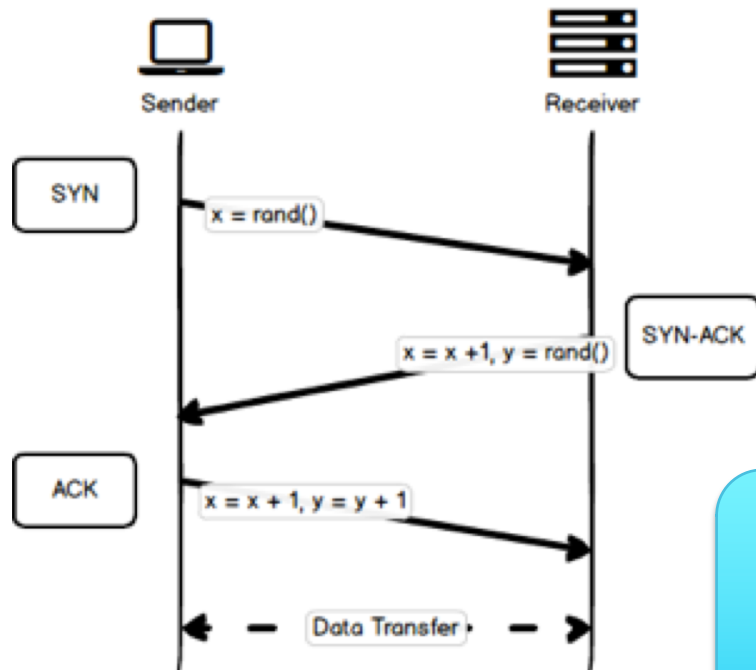 Sender
Receiver
SYN
x = rand()
SYN-ACK
x = x +1, y = rand()
ACK
x = x + 1, y = y + 1
Data Transfer